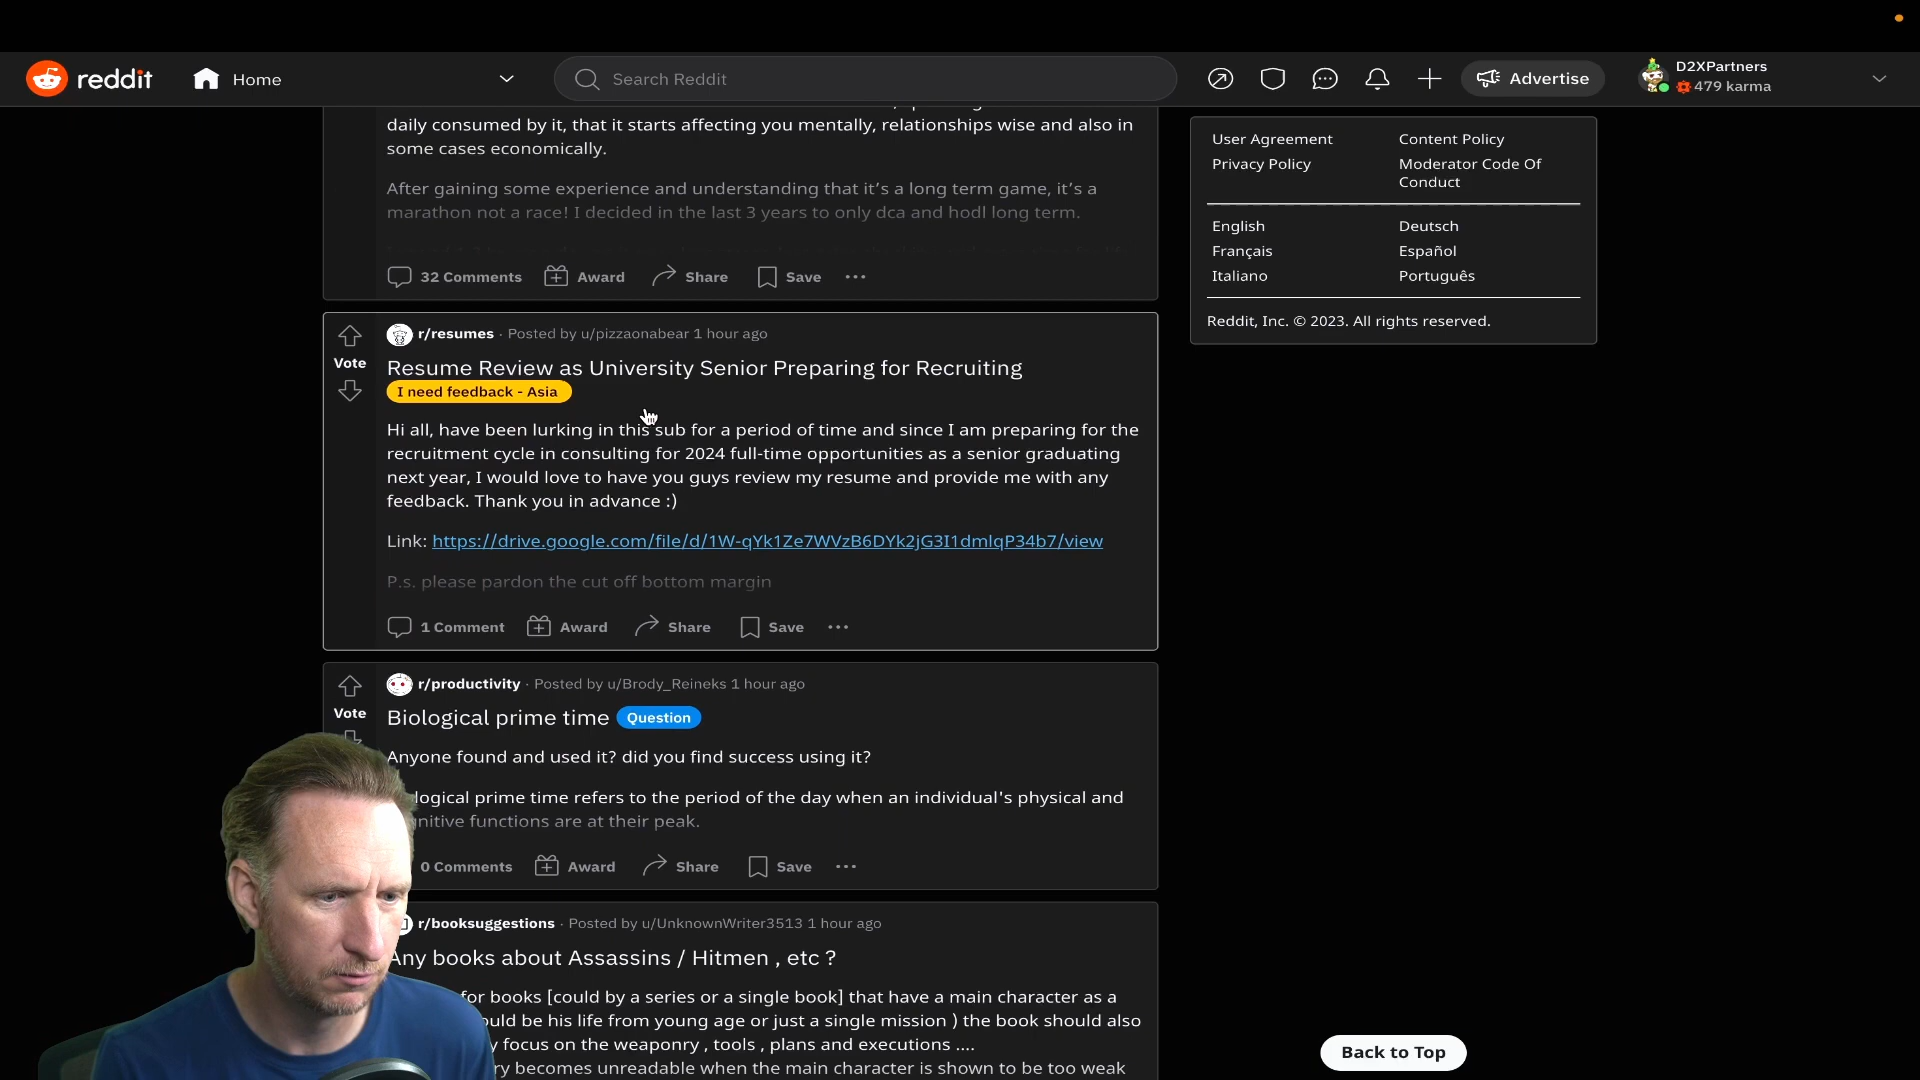 reddit
Home
Search Reddit
Advertise
D2XPartners
479 karma
daily consumed by it, that it starts affecting you mentally, relationships wise and also in
some cases economically.
After gaining some experience and understanding that it’s a long term game, it’s a
marathon not a race! I decided in the last 3 years to only dca and hodl long term.
32 Comments Award Share Save
r/resumes · Posted by u/pizzaonabear 1 hour ago
Vote
Resume Review as University Senior Preparing for Recruiting
I need feedback - Asia
Hi all, have been lurking in this sub for a period of time and since I am preparing for the
recruitment cycle in consulting for 2024 full-time opportunities as a senior graduating
next year, I would love to have you guys review my resume and provide me with any
feedback. Thank you in advance :)
Link: https://drive.google.com/file/d/1W-qYk1Ze7WVzB6DYk2jG3I1dmlqP34b7/view
P.s. please pardon the cut off bottom margin
1 Comment Award Share Save
r/productivity · Posted by u/Brody_Reineks 1 hour ago
Vote
Biological prime time Question
Anyone found and used it? did you find success using it?
prime time refers to the period of the day when an individual's physical and
functions are at their peak.
0 Comments Award Share Save
r/booksuggestions · Posted by u/UnknownWriter3513 1 hour ago
Any books about Assassins / Hitmen , etc ?
for books [could by a series or a single book] that have a main character as a
be his life from young age or just a single mission ) the book should also
focus on the weaponry , tools , plans and executions ....
becomes unreadable when the main character is shown to be too weak
User Agreement Content Policy
Privacy Policy Moderator Code Of
Conduct
English Deutsch
Français Español
Italiano Português
Reddit, Inc. © 2023. All rights reserved.
Back to Top